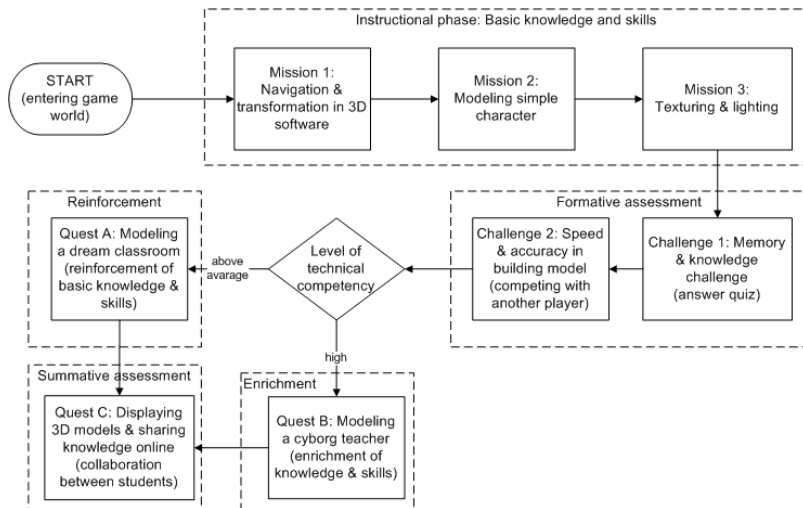 Instructional phase: Basic knowledge and skills
START
(entering game
world)
Mission 1:
Navigation &
transformation in 3D
software
Mission 2:
Modeling simple
character
Mission 3:
Texturing & lighting
Reinforcement
Quest A: Modeling
a dream classroom
(reinforcement of
basic knowledge &
skills)
above
avarage
Level of
technical
competency
Formative assessment
Challenge 2: Speed
& accuracy in
building model
(competing with
another player)
Challenge 1: Memory
& knowledge
challenge
(answer quiz)
high
Summative assessment
Quest C: Displaying
3D models & sharing
knowledge online
(collaboration
between students)
Enrichment
Quest B: Modeling
a cyborg teacher
(enrichment of
knowledge & skills)